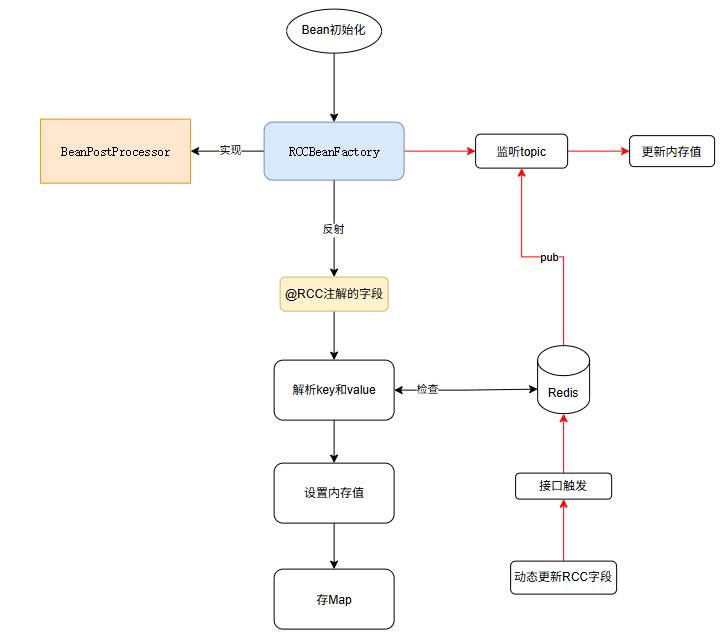 Bean初始化
BeanPostProcessor
实现
RCCBeanFactory
监听topic
更新内存值
反射
pub
@RCC注解的字段
解析key和value
检查
Redis
设置内存值
接口触发
动态更新RCC字段
存Map